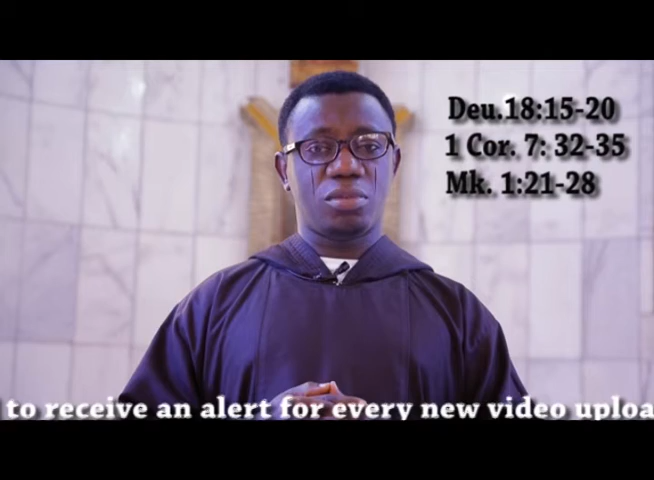 Deu.18:15-20
1 Cor. 7: 32-35
Mk. 1:21-28
to receive an alert for every new video